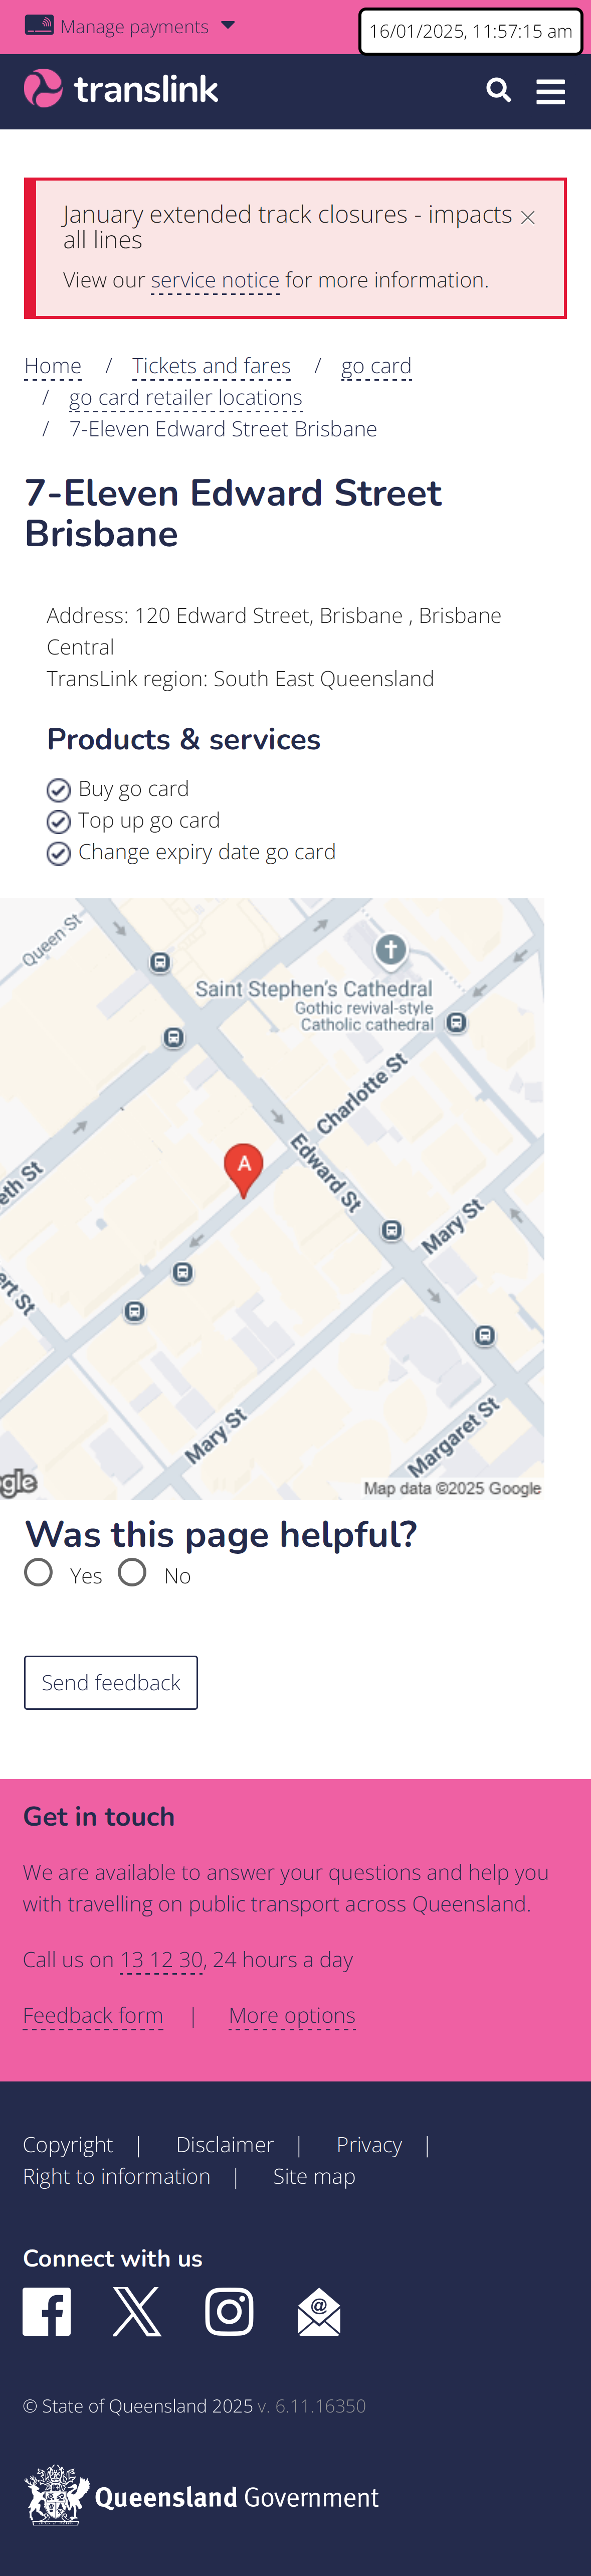 Manage payments
16/01/2025, 11:57:15 am
translink
January extended track closures - impacts
all lines
View our service notice for more information.
Home / Tickets and fares / go card
/ go card retailer locations
/ 7-Eleven Edward Street Brisbane
7-Eleven Edward Street
Brisbane
Address: 120 Edward Street, Brisbane , Brisbane
Central
TransLink region: South East Queensland
Products & services
Buy go card
Top up go card
Change expiry date go card
Queen St
Saint Stephen's Cathedral
Gothic revival-style
Catholic cathedral
Charlotte St
Edward St
eth St
Mary St
ert St
Mary St
Margaret St
gle
Map data ©2025 Google
A
Was this page helpful?
Yes No
Send feedback
Get in touch
We are available to answer your questions and help you
with travelling on public transport across Queensland.
Call us on 13 12 30, 24 hours a day
Feedback form | More options
Copyright | Disclaimer | Privacy |
Right to information | Site map
Connect with us
© State of Queensland 2025 v. 6.11.16350
Queensland Government